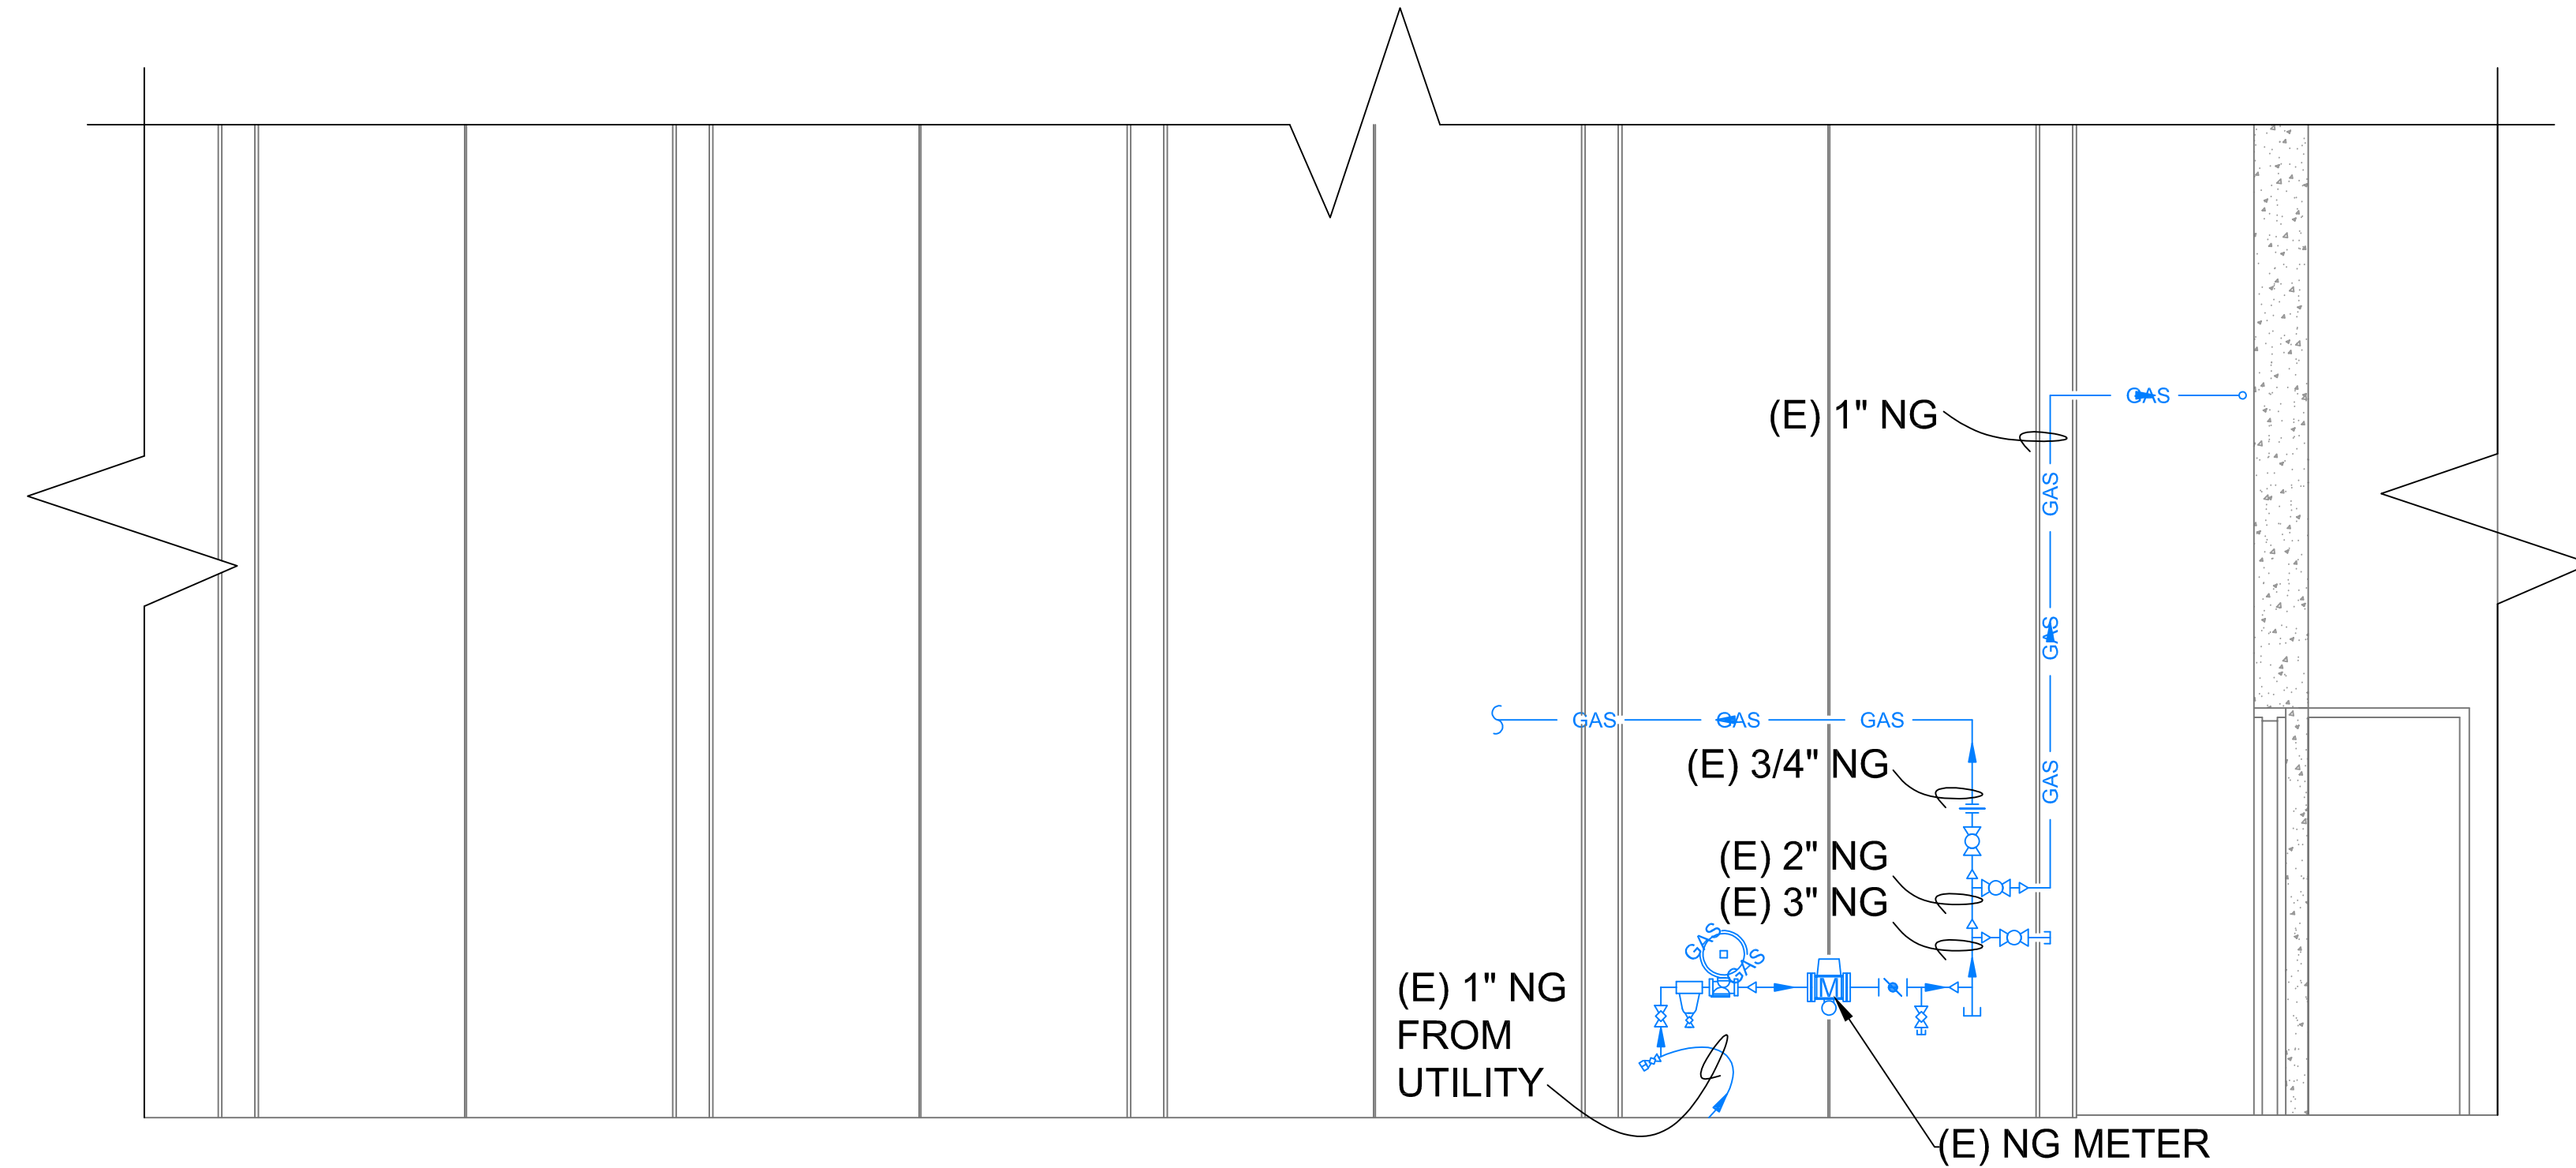 GAS
(E) 1" NG
GAS
GAS
GAS GAS GAS
(E) 3/4" NG
GAS
(E) 2" NG
(E) 3" NG
GAS
GAS
(E) 1" NG
FROM
UTILITY
M
(E) NG METER